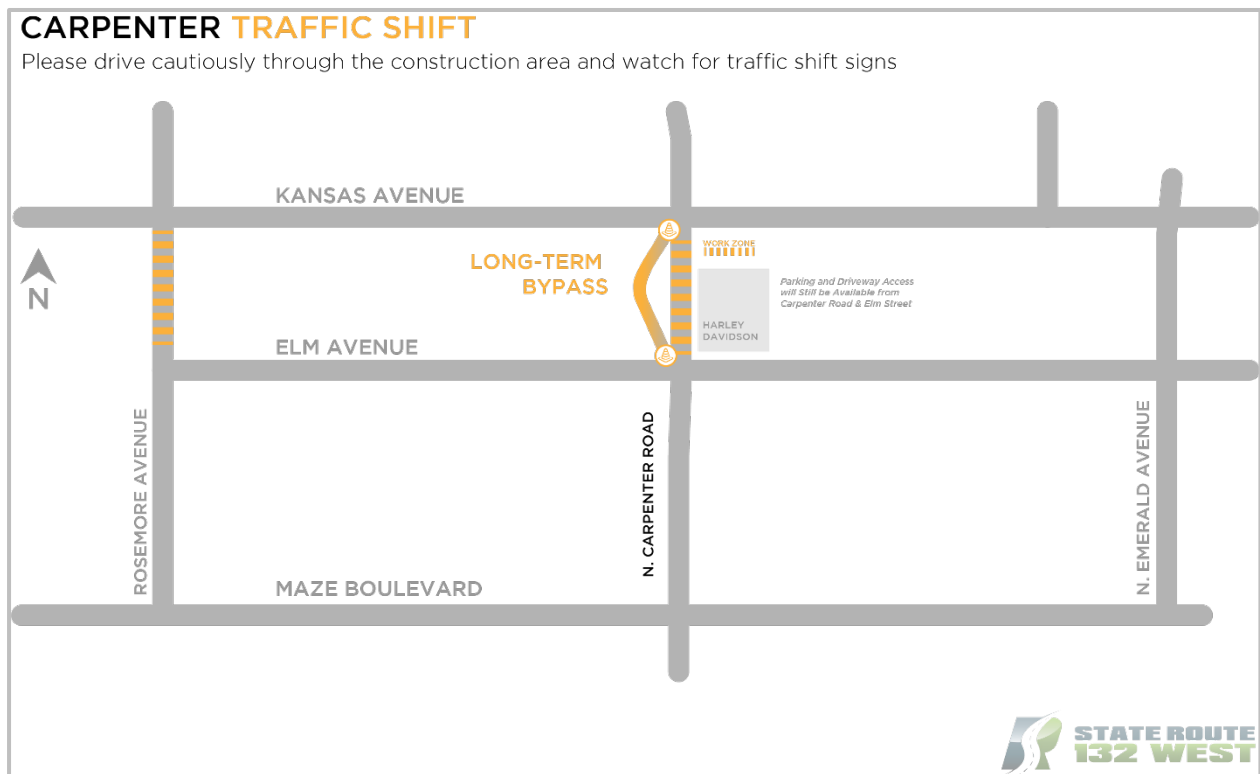 CARPENTER TRAFFIC SHIFT
Please drive cautiously through the construction area and watch for traffic shift signs
KANSAS AVENUE
N
LONG-TERM
BYPASS
WORK ZONE
Parking and Driveway Access
will Still be Available from
Carpenter Road & Elm Street
HARLEY
DAVIDSON
ELM AVENUE
ROSEMORE AVENUE
N. CARPENTER ROAD
N. EMERALD AVENUE
MAZE BOULEVARD
STATE ROUTE
132 WEST